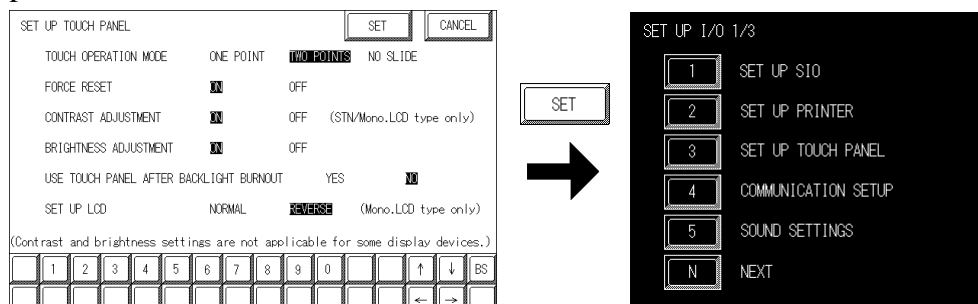 SET UP TOUCH PANEL SET CANCEL
TOUCH OPERATION MODE ONE POINT TWO POINTS NO SLIDE
FORCE RESET ON OFF
CONTRAST ADJUSTMENT ON OFF (STN/Mono.LCD type only)
BRIGHTNESS ADJUSTMENT ON OFF
USE TOUCH PANEL AFTER BACKLIGHT BURNOUT YES NO
SET UP LCD NORMAL REVERSE (Mono.LCD type only)
(Contrast and brightness settings are not applicable for some display devices.)
1 2 3 4 5 6 7 8 9 0 ↑ ↓ BS
← →
SET
SET UP I/O 1/3
1 SET UP SIO
2 SET UP PRINTER
3 SET UP TOUCH PANEL
4 COMMUNICATION SETUP
5 SOUND SETTINGS
N NEXT